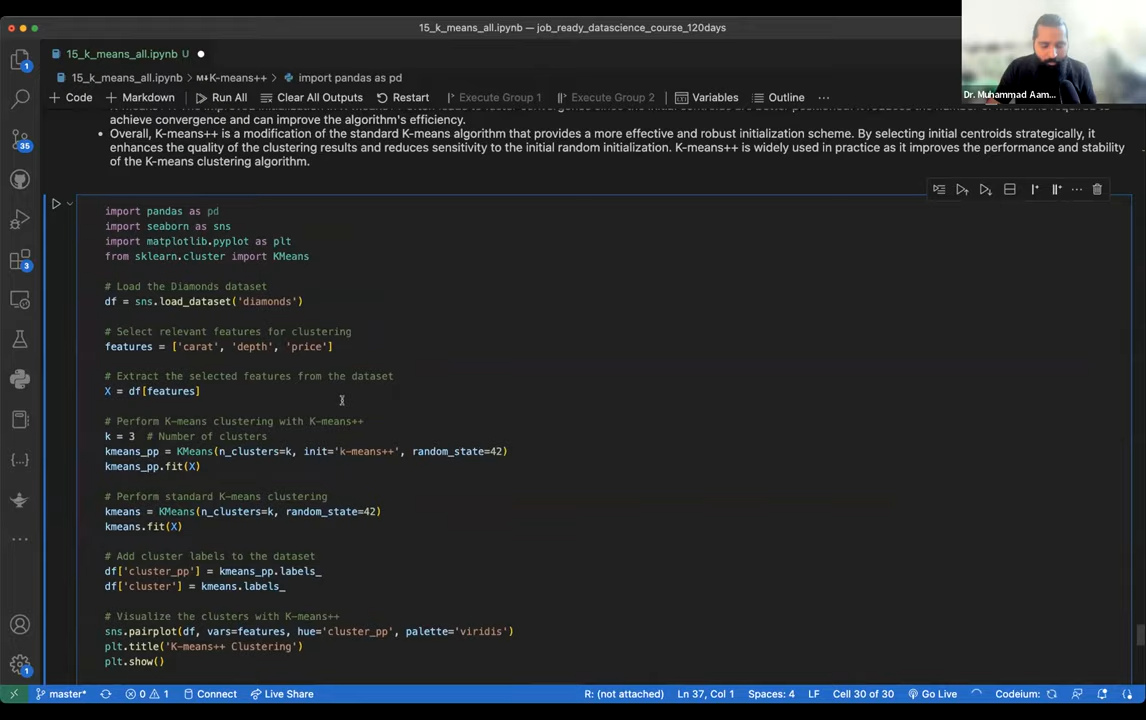 15_k_means_all.ipynb — job_ready_datascience_course_120days
15_k_means_all.ipynb U
15_k_means_all.ipynb > M↓K-means++ > import pandas as pd
+ Code + Markdown Run All Clear All Outputs Restart Execute Group 1 Execute Group 2 Variables Outline ...
Dr. Muhammad Aam...
achieve convergence and can improve the algorithm's efficiency.
• Overall, K-means++ is a modification of the standard K-means algorithm that provides a more effective and robust initialization scheme. By selecting initial centroids strategically, it
enhances the quality of the clustering results and reduces sensitivity to the initial random initialization. K-means++ is widely used in practice as it improves the performance and stability
of the K-means clustering algorithm.
import pandas as pd
import seaborn as sns
import matplotlib.pyplot as plt
from sklearn.cluster import KMeans
# Load the Diamonds dataset
df = sns.load_dataset('diamonds')
# Select relevant features for clustering
features = ['carat', 'depth', 'price']
# Extract the selected features from the dataset
X = df[features]
# Perform K-means clustering with K-means++
k = 3 # Number of clusters
kmeans_pp = KMeans(n_clusters=k, init='k-means++', random_state=42)
kmeans_pp.fit(X)
# Perform standard K-means clustering
kmeans = KMeans(n_clusters=k, random_state=42)
kmeans.fit(X)
# Add cluster labels to the dataset
df['cluster_pp'] = kmeans_pp.labels_
df['cluster'] = kmeans.labels_
# Visualize the clusters with K-means++
sns.pairplot(df, vars=features, hue='cluster_pp', palette='viridis')
plt.title('K-means++ Clustering')
plt.show()
1
35
3
1
master* 0 1 Connect Live Share R: (not attached) Ln 37, Col 1 Spaces: 4 LF Cell 30 of 30 Go Live Codeium: